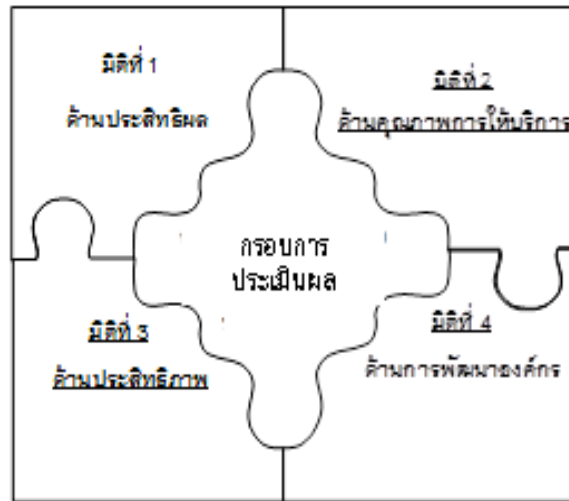 มิติที่ 1
ด้านประสิทธิผล
มิติที่ 2
ด้านคุณภาพการให้บริการ
กรอบการ
ประเมินผล
มิติที่ 3
ด้านประสิทธิภาพ
มิติที่ 4
ด้านการพัฒนาองค์กร